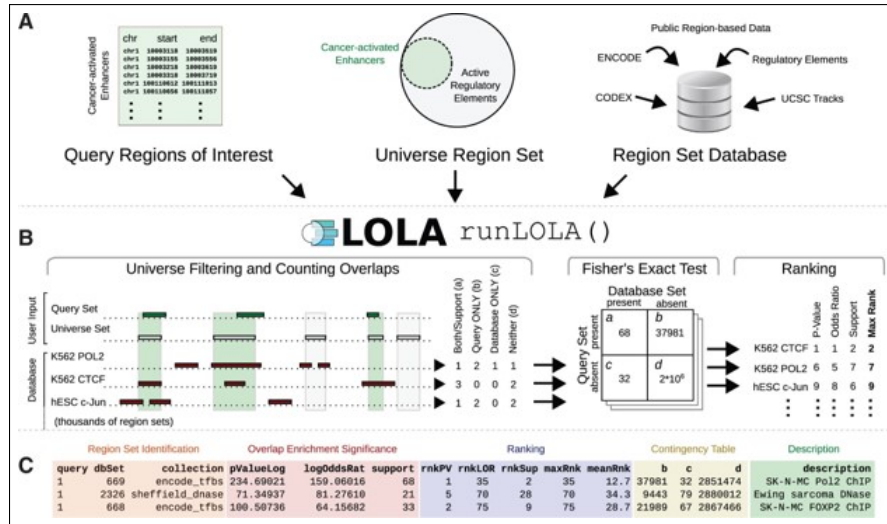 A
Cancer-activated Enhancers
chr start end
chr1 10003118 10003519
chr1 10003155 10003556
chr1 10003218 10003619
chr1 10003318 10003719
chr1 100110612 100111013
chr1 100110656 100111057
Query Regions of Interest
Cancer-activated
Enhancers
Active
Regulatory
Elements
Universe Region Set
Public Region-based Data
ENCODE
Regulatory Elements
CODEX
UCSC Tracks
Region Set Database
B
LOLA runLOLA()
Universe Filtering and Counting Overlaps
User Input
Query Set
Universe Set
Database
K562 POL2
K562 CTCF
hESC c-Jun
(thousands of region sets)
Both/Support (a)
Query ONLY (b)
Database ONLY (c)
Neither (d)
1 2 1 1
3 0 0 2
1 2 0 2
Fisher's Exact Test
Database Set
present absent
Query Set
present
absent
a b
68 37981
c d
32 2*10⁶
Ranking
P-Value
Odds Ratio
Support
Max Rank
K562 CTCF 1 1 2 2
K562 POL2 6 5 7 7
hESC c-Jun 9 8 6 9
C
Region Set Identification Overlap Enrichment Significance Ranking Contingency Table Description
query dbSet collection pValueLog logOddsRat support rnkPV rnkLOR rnkSup maxRnk meanRnk b c d description
1 669 encode_tfbs 234.69021 159.06016 68 1 35 2 35 12.7 37981 32 2851474 SK-N-MC Pol2 ChIP
1 2326 sheffield_dnase 71.34937 81.27610 21 5 70 28 70 34.3 9443 79 2880012 Ewing sarcoma DNase
1 668 encode_tfbs 100.50736 64.15682 33 2 75 9 75 28.7 21989 67 2867466 SK-N-MC FOXP2 ChIP